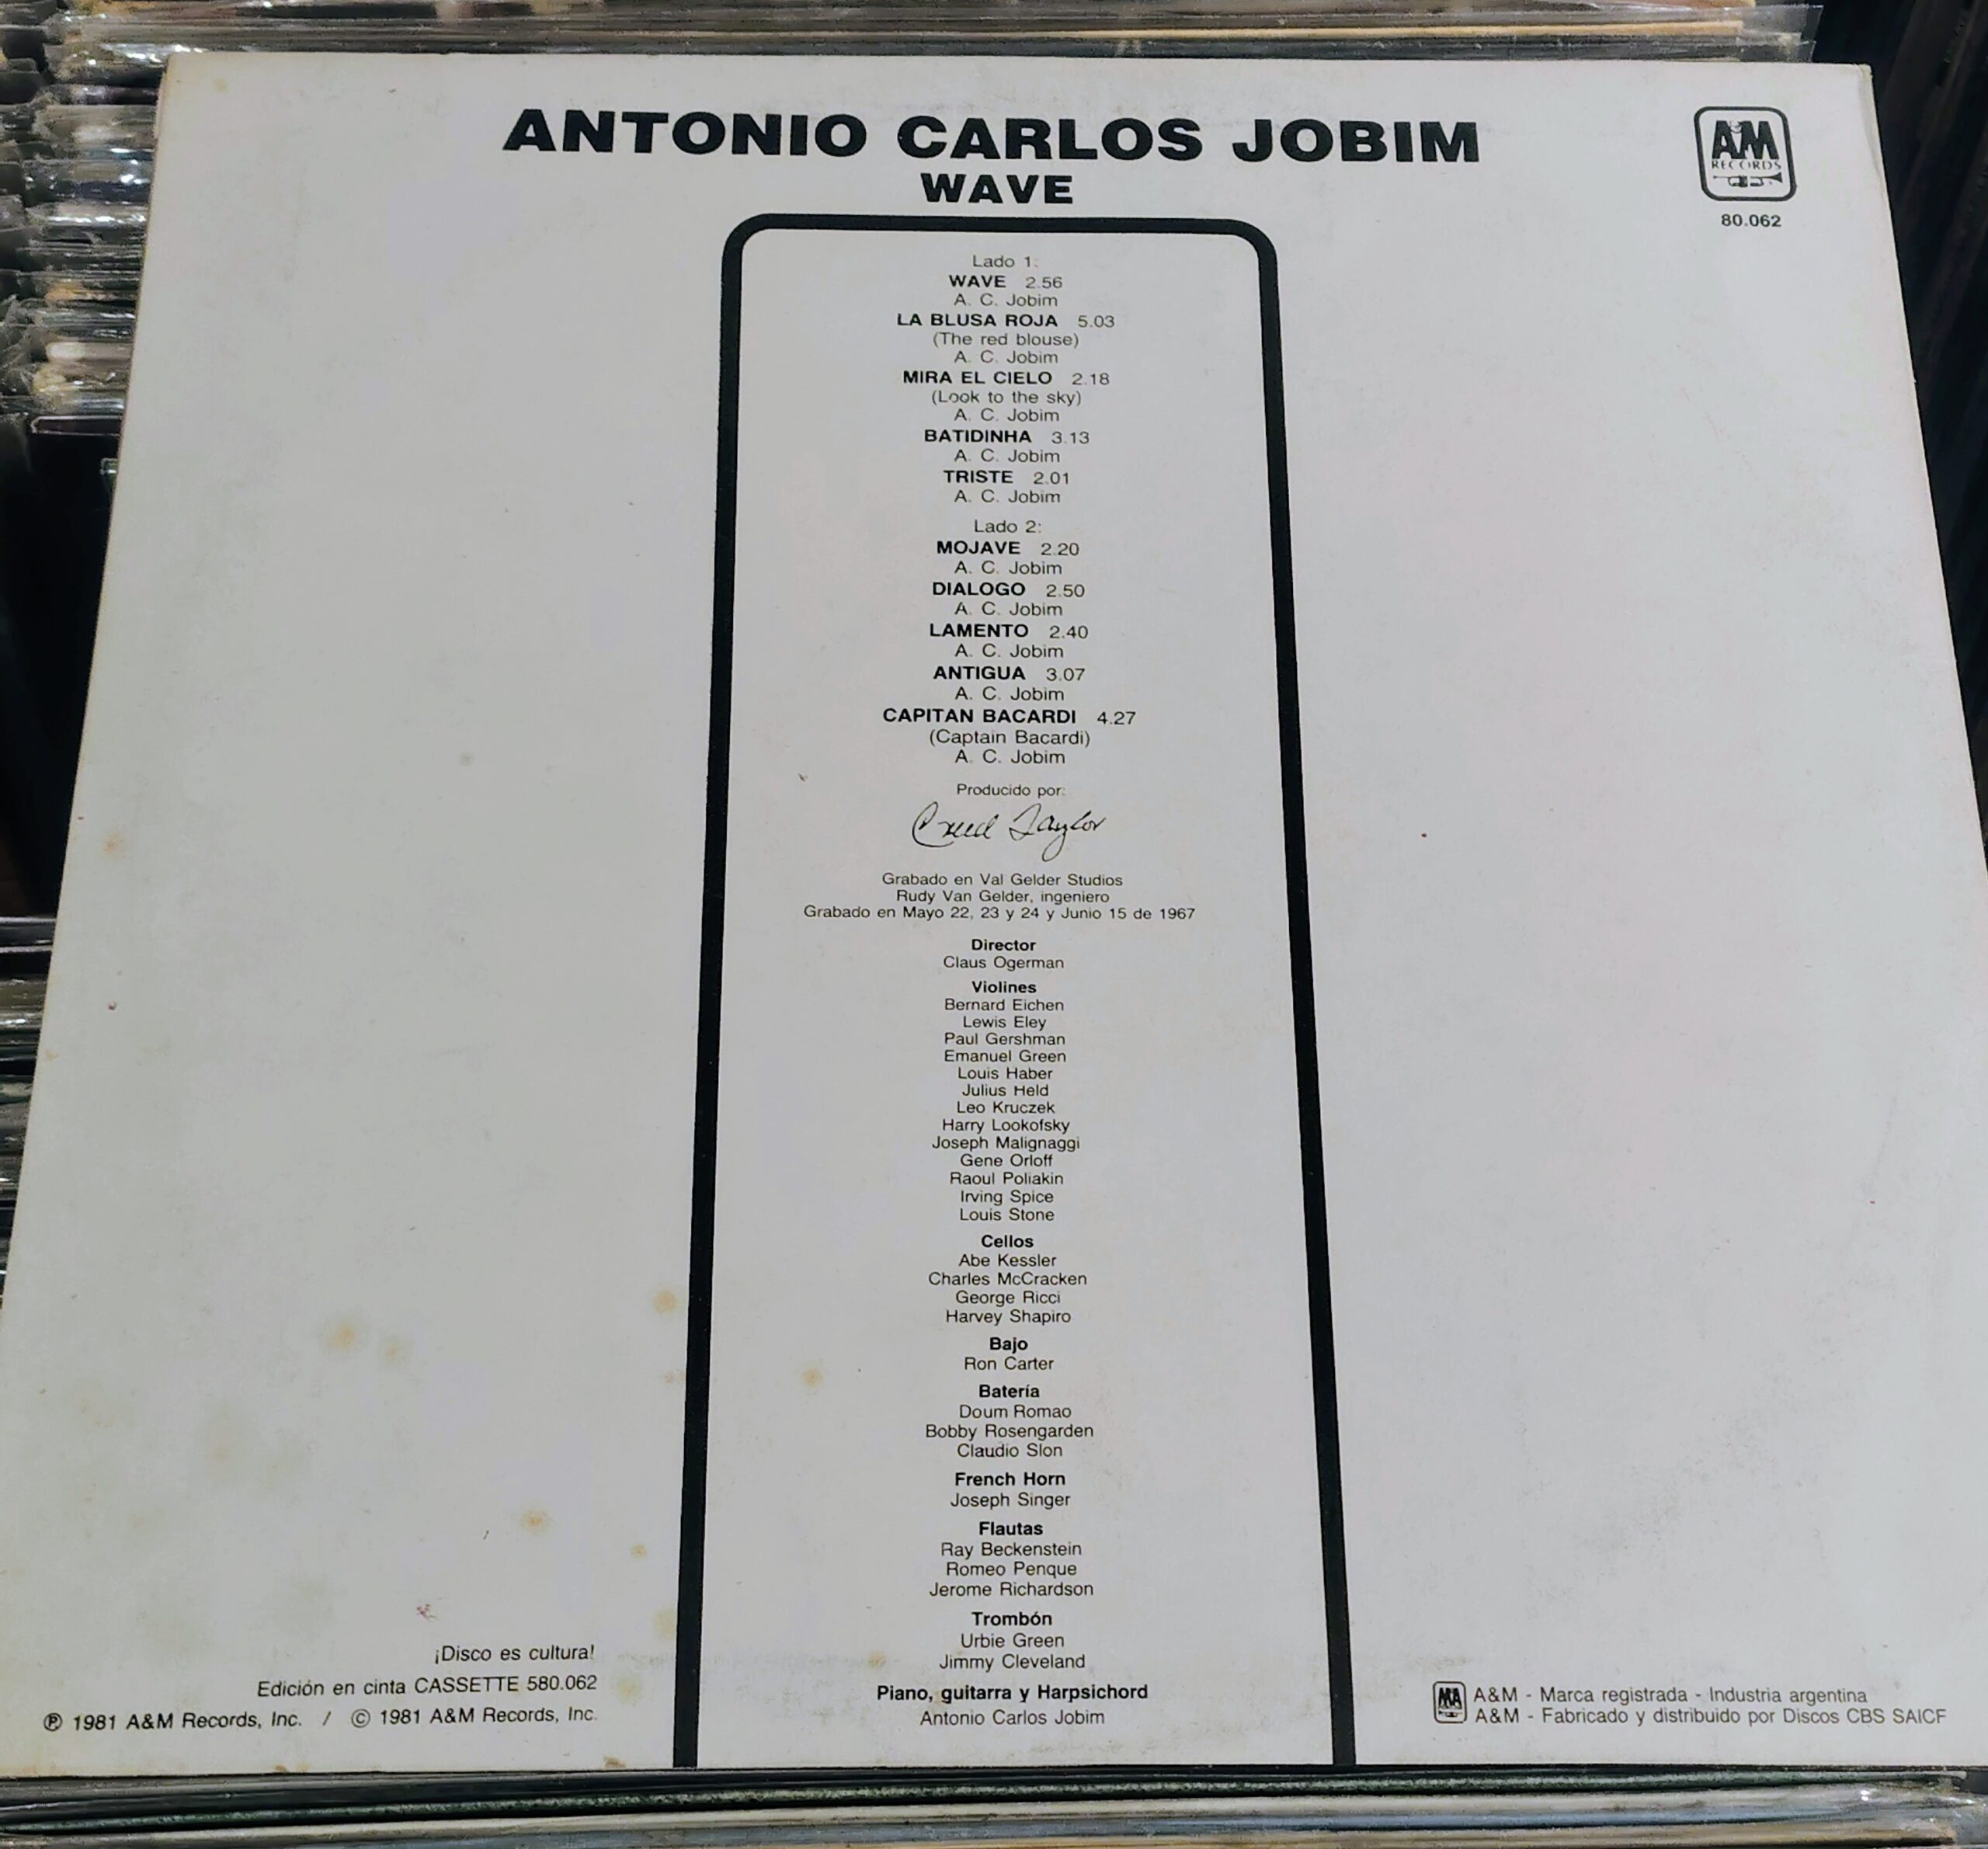 ANTONIO CARLOS JOBIM
WAVE
A&M
RECORDS
80.062
Lado 1:
WAVE 2.56
A. C. Jobim
LA BLUSA ROJA 5.03
(The red blouse)
A. C. Jobim
MIRA EL CIELO 2.18
(Look to the sky)
A. C. Jobim
BATIDINHA 3.13
A. C. Jobim
TRISTE 2.01
A. C. Jobim
Lado 2:
MOJAVE 2.20
A. C. Jobim
DIALOGO 2.50
A. C. Jobim
LAMENTO 2.40
A. C. Jobim
ANTIGUA 3.07
A. C. Jobim
CAPITAN BACARDI 4.27
(Captain Bacardi)
A. C. Jobim
Producido por:
Creed Taylor
Grabado en Val Gelder Studios
Rudy Van Gelder, ingeniero
Grabado en Mayo 22, 23 y 24 y Junio 15 de 1967
Director
Claus Ogerman
Violines
Bernard Eichen
Lewis Eley
Paul Gershman
Emanuel Green
Louis Haber
Julius Held
Leo Kruczek
Harry Lookofsky
Joseph Malignaggi
Gene Orloff
Raoul Poliakin
Irving Spice
Louis Stone
Cellos
Abe Kessler
Charles McCracken
George Ricci
Harvey Shapiro
Bajo
Ron Carter
Batería
Doum Romao
Bobby Rosengarden
Claudio Slon
French Horn
Joseph Singer
Flautas
Ray Beckenstein
Romeo Penque
Jerome Richardson
Trombón
Urbie Green
Jimmy Cleveland
Piano, guitarra y Harpsichord
Antonio Carlos Jobim
¡Disco es cultura!
Edición en cinta CASSETTE 580.062
℗ 1981 A&M Records, Inc. / © 1981 A&M Records, Inc.
A&M A&M - Marca registrada - Industria argentina
A&M - Fabricado y distribuido por Discos CBS SAICF